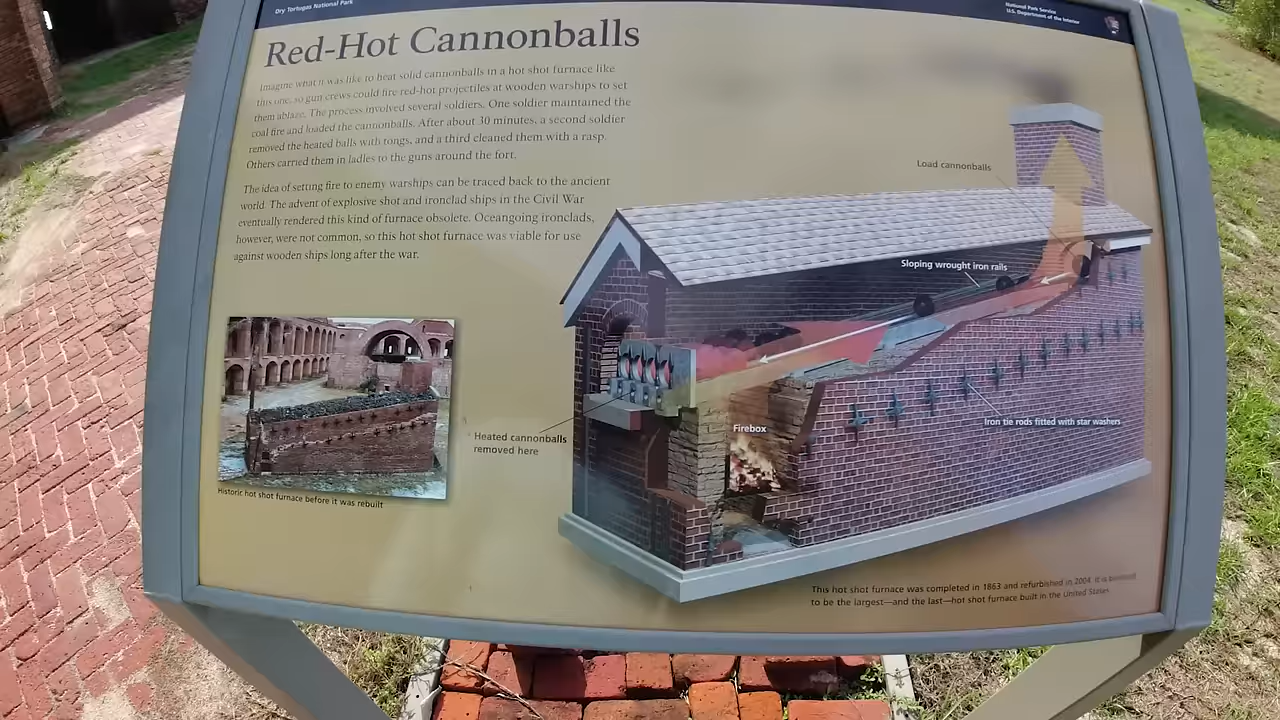 Dry Tortugas National Park
National Park Service
U.S. Department of the Interior
Red-Hot Cannonballs
Imagine what it was like to heat solid cannonballs in a hot shot furnace like
this one, so gun crews could fire red-hot projectiles at wooden warships to set
them ablaze. The process involved several soldiers. One soldier maintained the
coal fire and loaded the cannonballs. After about 30 minutes, a second soldier
removed the heated with tongs, and a third cleaned them with a rasp.
Others carried to the guns around the fort.
The idea of setting fire to enemy warships can be traced back to the ancient
world. The advent of ironclad ships in the Civil War
eventually rendered this kind of furnace obsolete. Oceangoing ironclads,
however, were not common, so this hot shot furnace was viable for use
against wooden ships long after the war.
Load cannonballs
Sloping wrought iron rails
Iron tie rods fitted with star washers
Firebox
Heated cannonballs
removed here
Historic hot shot furnace before it was rebuilt
This hot shot furnace was completed in 1863 and refurbished in 2004. It is believed
to be the largest—and the last—hot shot furnace built in the United States.